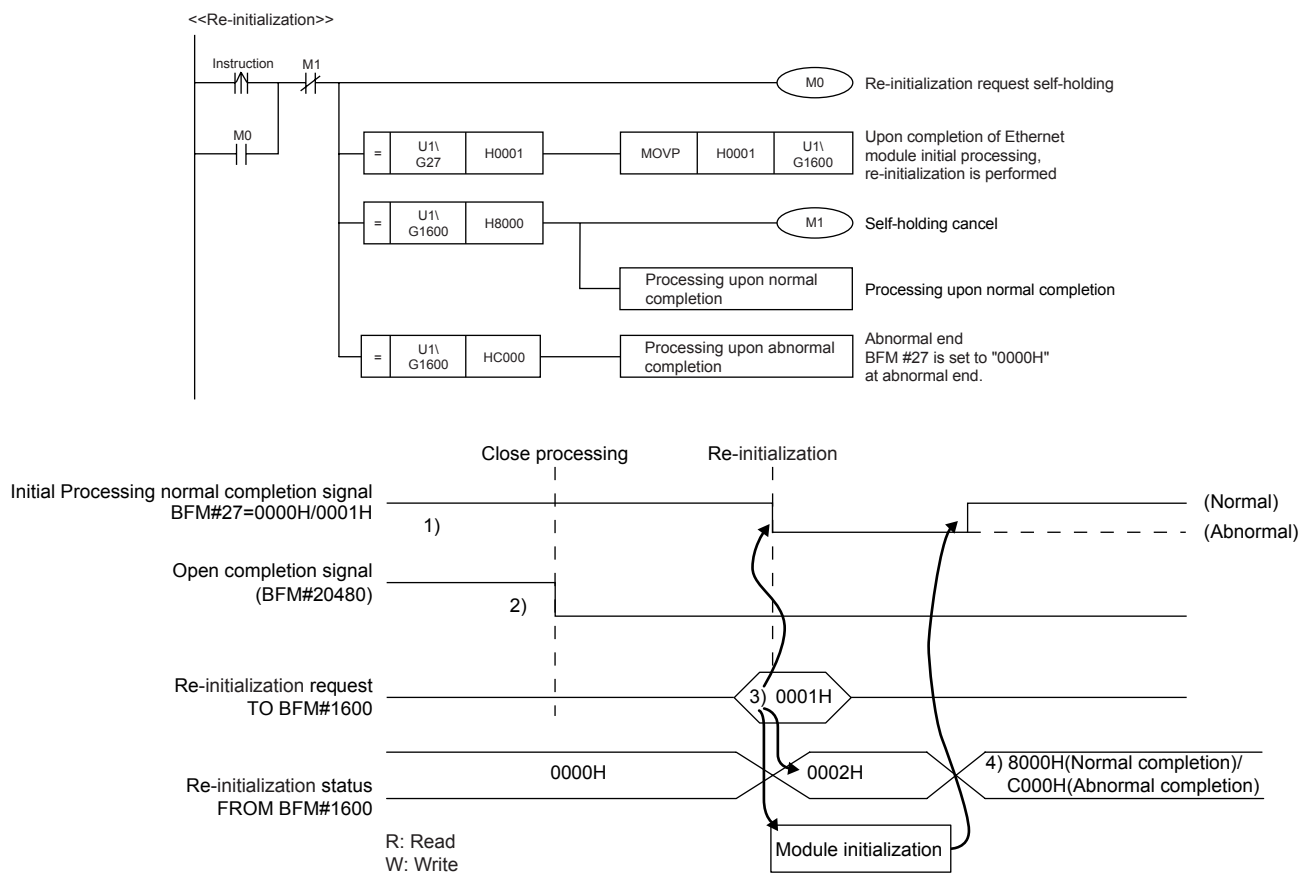 <<Re-initialization>>
Instruction
M1
M0
Re-initialization request self-holding
M0
= U1\ G27 H0001
MOVP H0001 U1\ G1600
Upon completion of Ethernet
module initial processing,
re-initialization is performed
= U1\ G1600 H8000
M1
Self-holding cancel
Processing upon normal
completion
Processing upon normal completion
= U1\ G1600 HC000
Processing upon abnormal
completion
Abnormal end
BFM #27 is set to "0000H"
at abnormal end.
Close processing
Re-initialization
Initial Processing normal completion signal
BFM#27=0000H/0001H
1)
(Normal)
(Abnormal)
Open completion signal
(BFM#20480)
2)
Re-initialization request
TO BFM#1600
3) 0001H
Re-initialization status
FROM BFM#1600
0000H
0002H
4) 8000H(Normal completion)/
C000H(Abnormal completion)
R: Read
W: Write
Module initialization